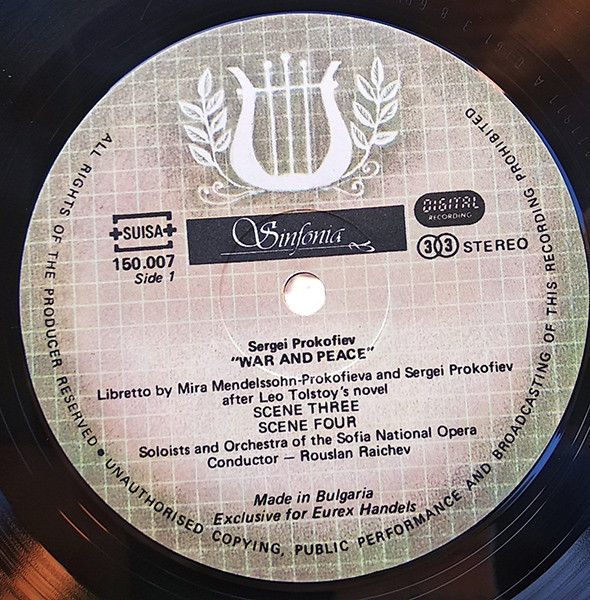 ALL RIGHTS OF THE PRODUCER RESERVED • UNAUTHORISED COPYING, PUBLIC PERFORMANCE AND BROADCASTING OF THIS RECORDING PROHIBITED
SUISA
150.007
Side 1
Sinfonia
DIGITAL
RECORDING
33 STEREO
Sergei Prokofiev
"WAR AND PEACE"
Libretto by Mira Mendelssohn-Prokofieva and Sergei Prokofiev
after Leo Tolstoy's novel
SCENE THREE
SCENE FOUR
Soloists and Orchestra of the Sofia National Opera
Conductor — Rouslan Raichev
Made in Bulgaria
Exclusive for Eurex Handels